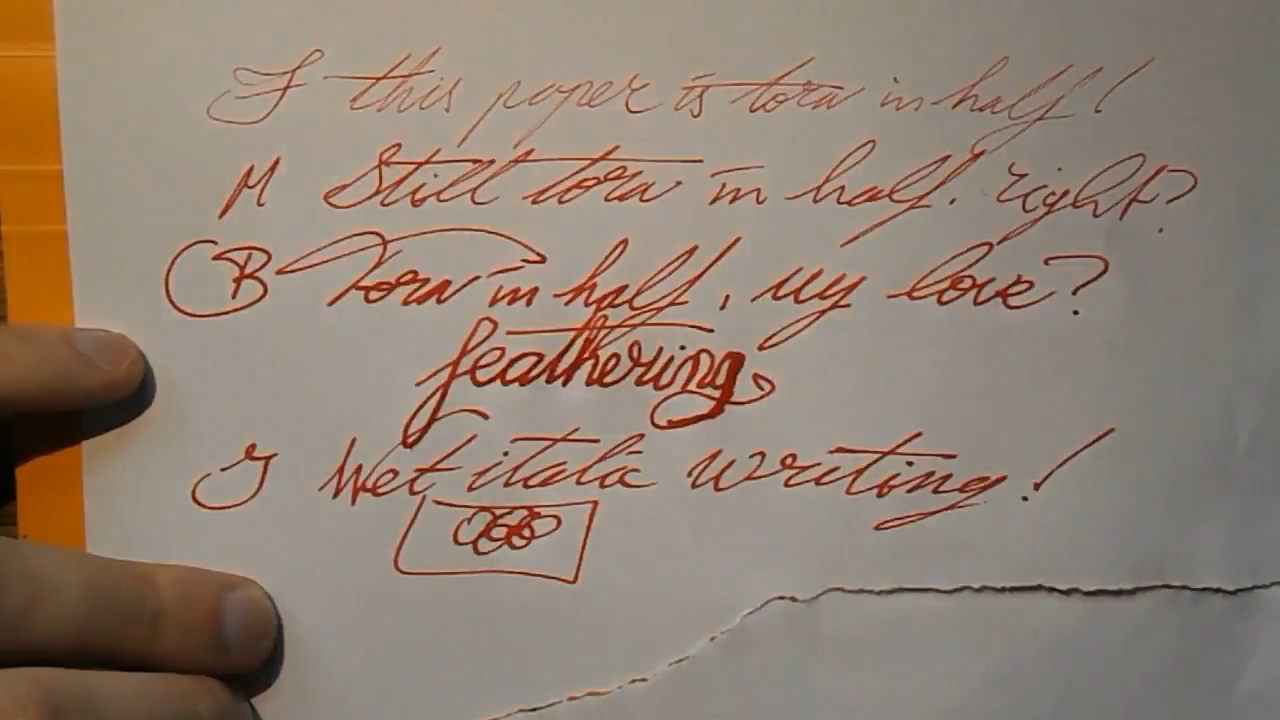 F this paper is torn in half!
M Still torn in half. right?
B Torn in half, my love?
feathering
I Wet italic writing!